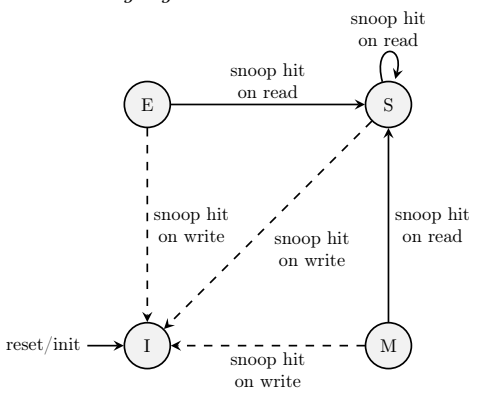 snoop hit
on read
snoop hit
on read
E
S
snoop hit
on write
snoop hit
on write
snoop hit
on read
reset/init
I
M
snoop hit
on write